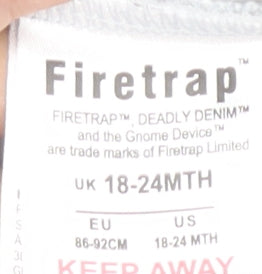 Firetrap™
FIRETRAP™, DEADLY DENIM™
and the Gnome Device™
are trade marks of Firetrap Limited
UK 18-24MTH
EU US
86-92CM 18-24 MTH
KEEP AWAY